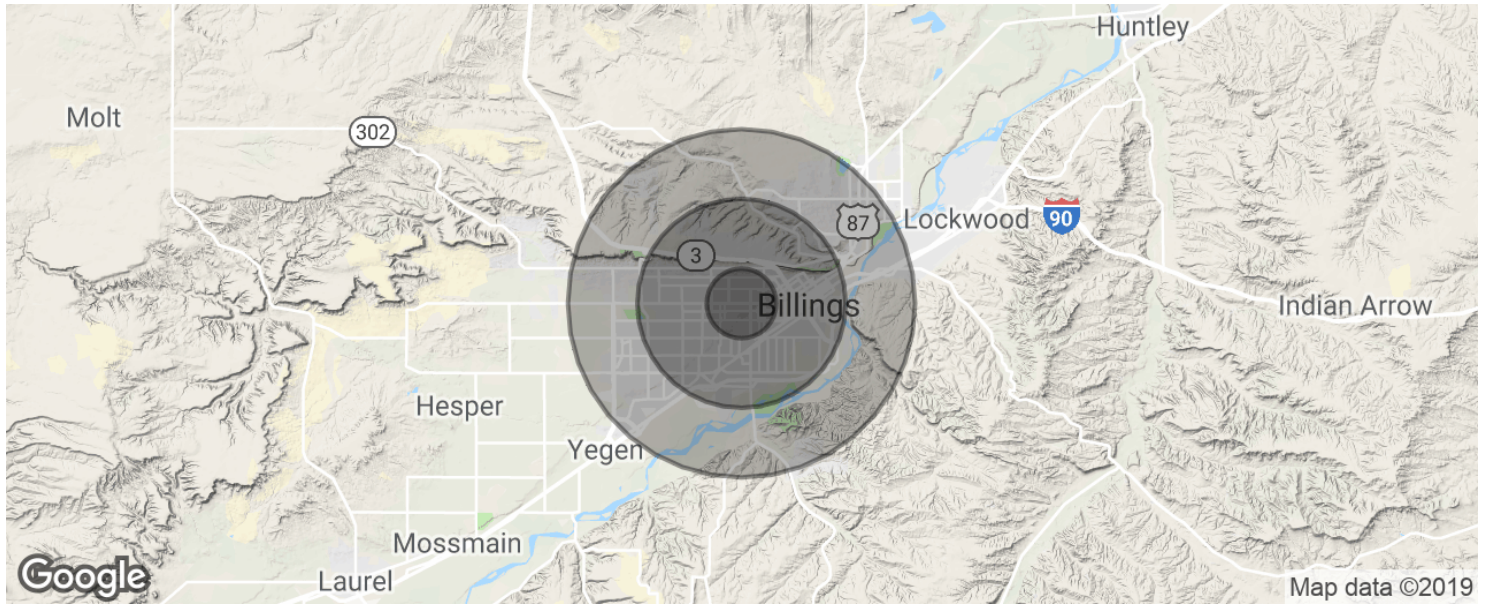 Huntley
Molt
302
87
Lockwood
90
3
Billings
Indian Arrow
Hesper
Yegen
Mossmain
Laurel
Google
Map data ©2019